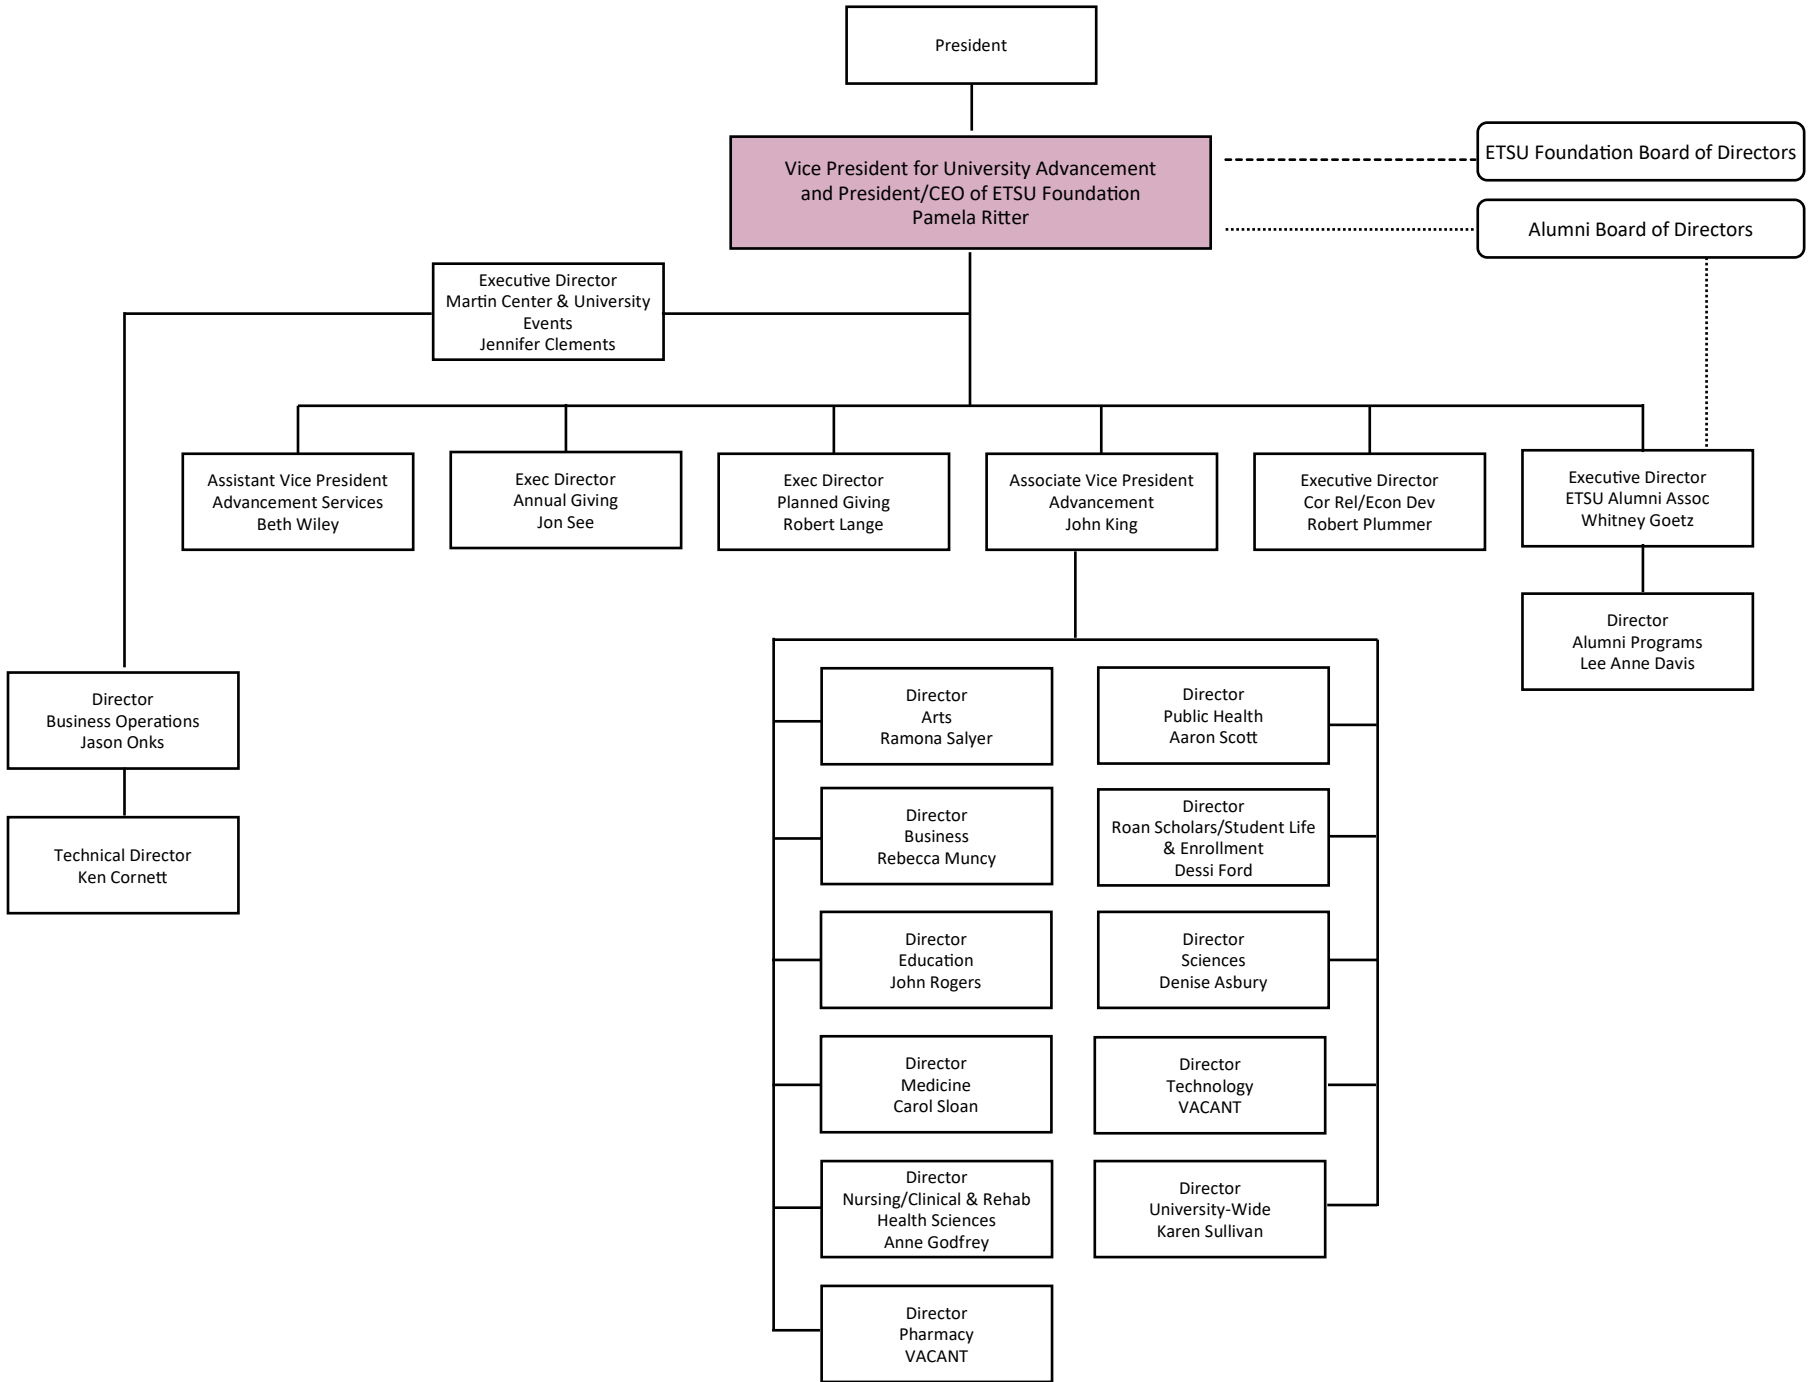 President
Vice President for University Advancement
and President/CEO of ETSU Foundation
Pamela Ritter
ETSU Foundation Board of Directors
Alumni Board of Directors
Executive Director
Martin Center & University
Events
Jennifer Clements
Assistant Vice President
Advancement Services
Beth Wiley
Exec Director
Annual Giving
Jon See
Exec Director
Planned Giving
Robert Lange
Associate Vice President
Advancement
John King
Executive Director
Cor Rel/Econ Dev
Robert Plummer
Executive Director
ETSU Alumni Assoc
Whitney Goetz
Director
Alumni Programs
Lee Anne Davis
Director
Business Operations
Jason Onks
Technical Director
Ken Cornett
Director
Arts
Ramona Salyer
Director
Public Health
Aaron Scott
Director
Business
Rebecca Muncy
Director
Roan Scholars/Student Life
& Enrollment
Dessi Ford
Director
Education
John Rogers
Director
Sciences
Denise Asbury
Director
Medicine
Carol Sloan
Director
Technology
VACANT
Director
Nursing/Clinical & Rehab
Health Sciences
Anne Godfrey
Director
University-Wide
Karen Sullivan
Director
Pharmacy
VACANT